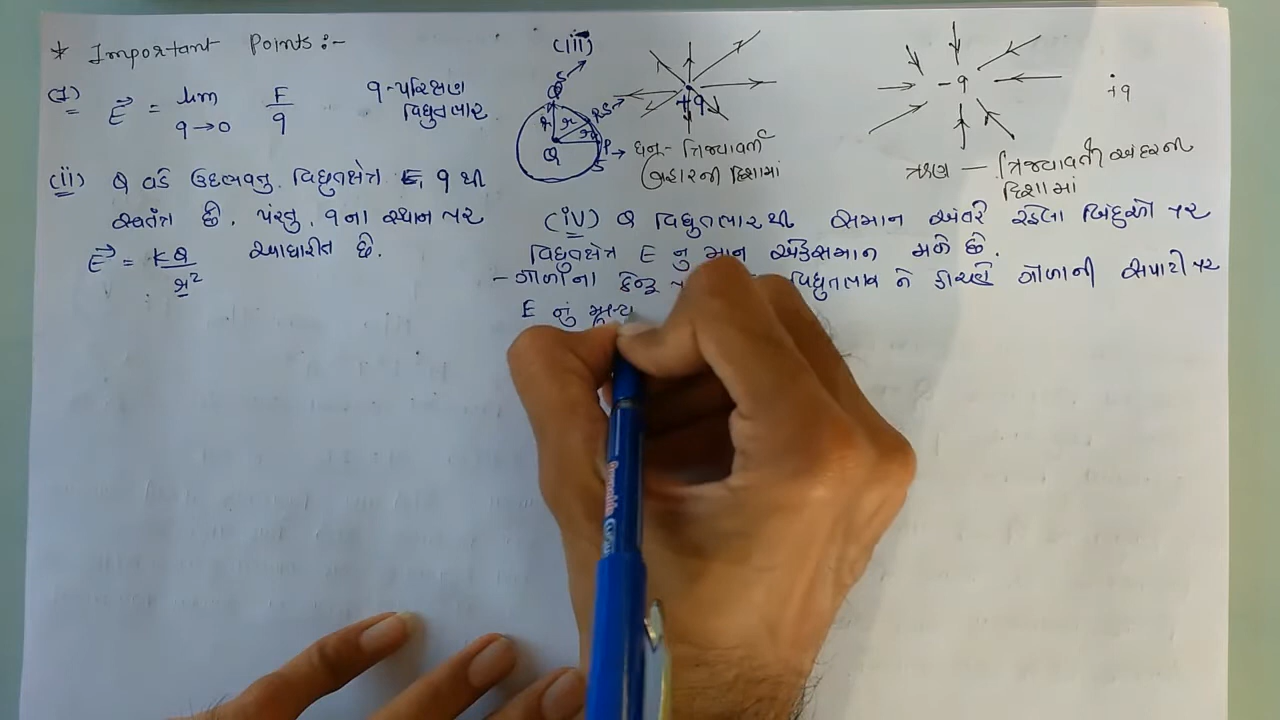 * Important Points :-
(I) E⃗ = lim q→0 F/q q-પરિક્ષણ
વિદ્યુતભાર
(ii) Q વડે ઉદભવતુ વિદ્યુતક્ષેત્ર E, q થી
સ્વતંત્ર છે. પરંતુ, q ના સ્થાન પર
E⃗ = KQ/r² આધારીત છે.
(iii)
+q
ધન - ત્રિજ્યાવર્તી
બહારની દિશામાં
-q
+q
ઋણ - ત્રિજ્યાવર્તી અંદરની
દિશામાં
Q r r r P
(iv) Q વિદ્યુતભારથી સમાન અંતરે રહેલા બિંદુઓ પર
વિદ્યુતક્ષેત્ર E નુ માન એકસમાન મળે છે.
- ગોળાના કેન્દ્ર વિદ્યુતભાર ને કારણે ગોળાની સપાટી પર
E નું મૂલ્ય